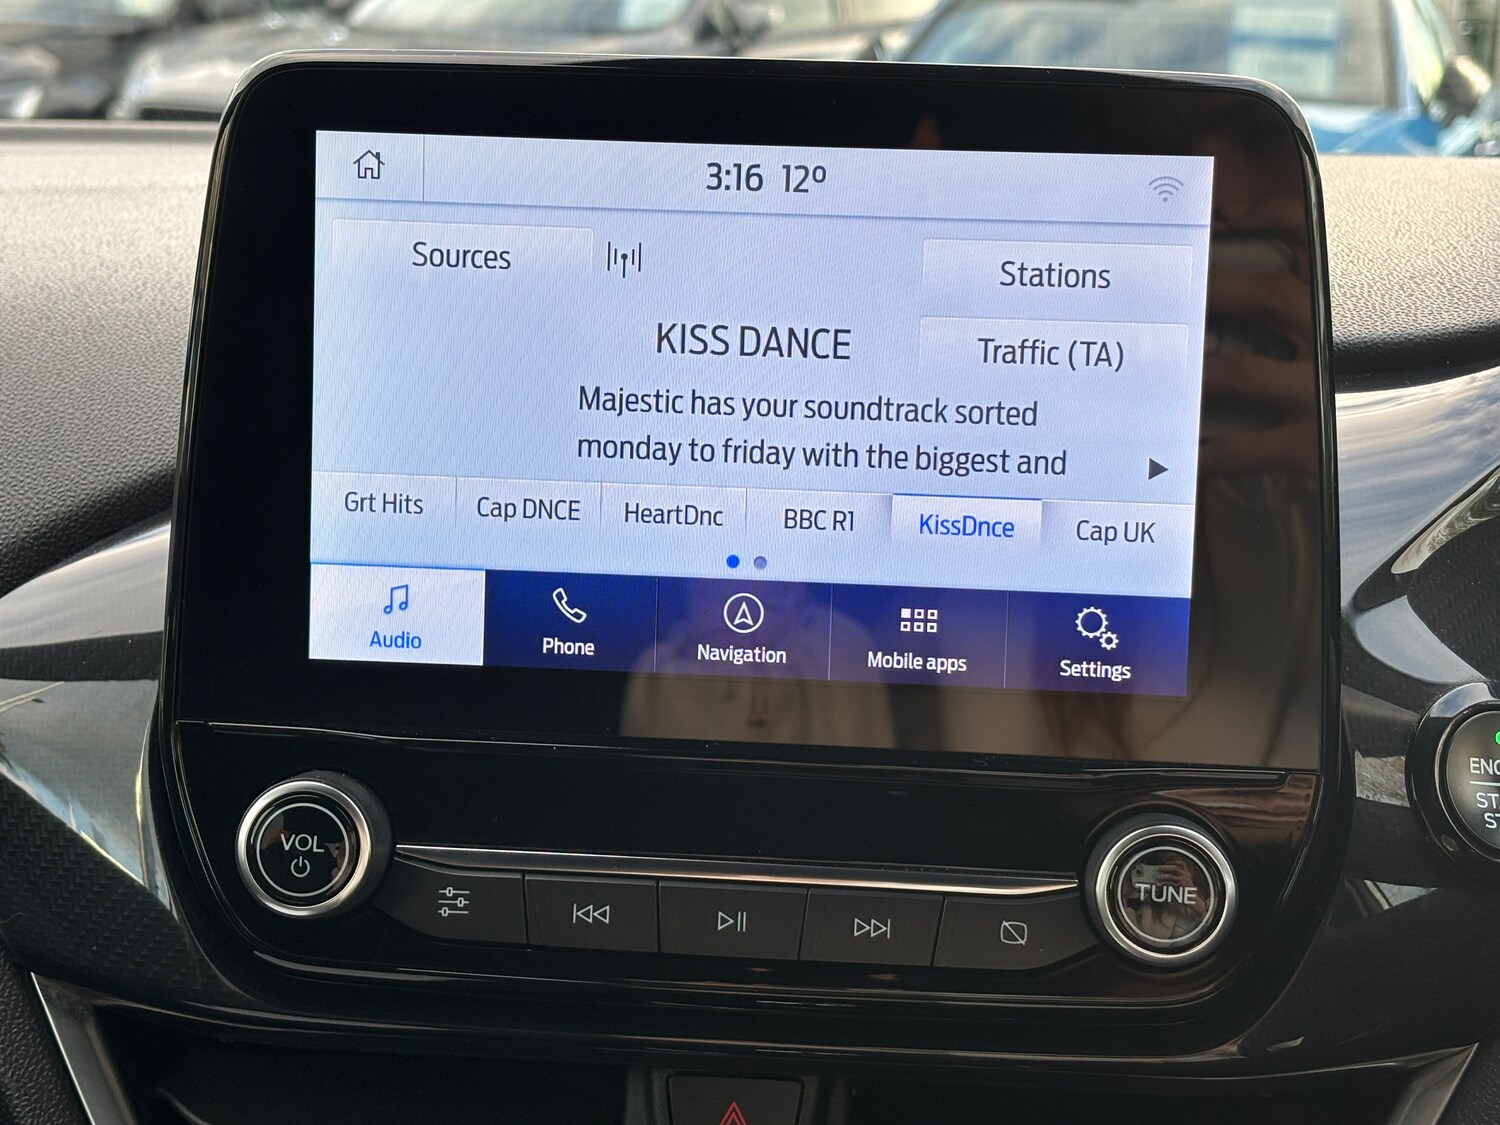 3:16 12º
Sources
Stations
KISS DANCE
Traffic (TA)
Majestic has your soundtrack sorted
monday to friday with the biggest and
Grt Hits
Cap DNCE
HeartDnc
BBC R1
KissDnce
Cap UK
Audio
Phone
Navigation
Mobile apps
Settings
VOL
TUNE